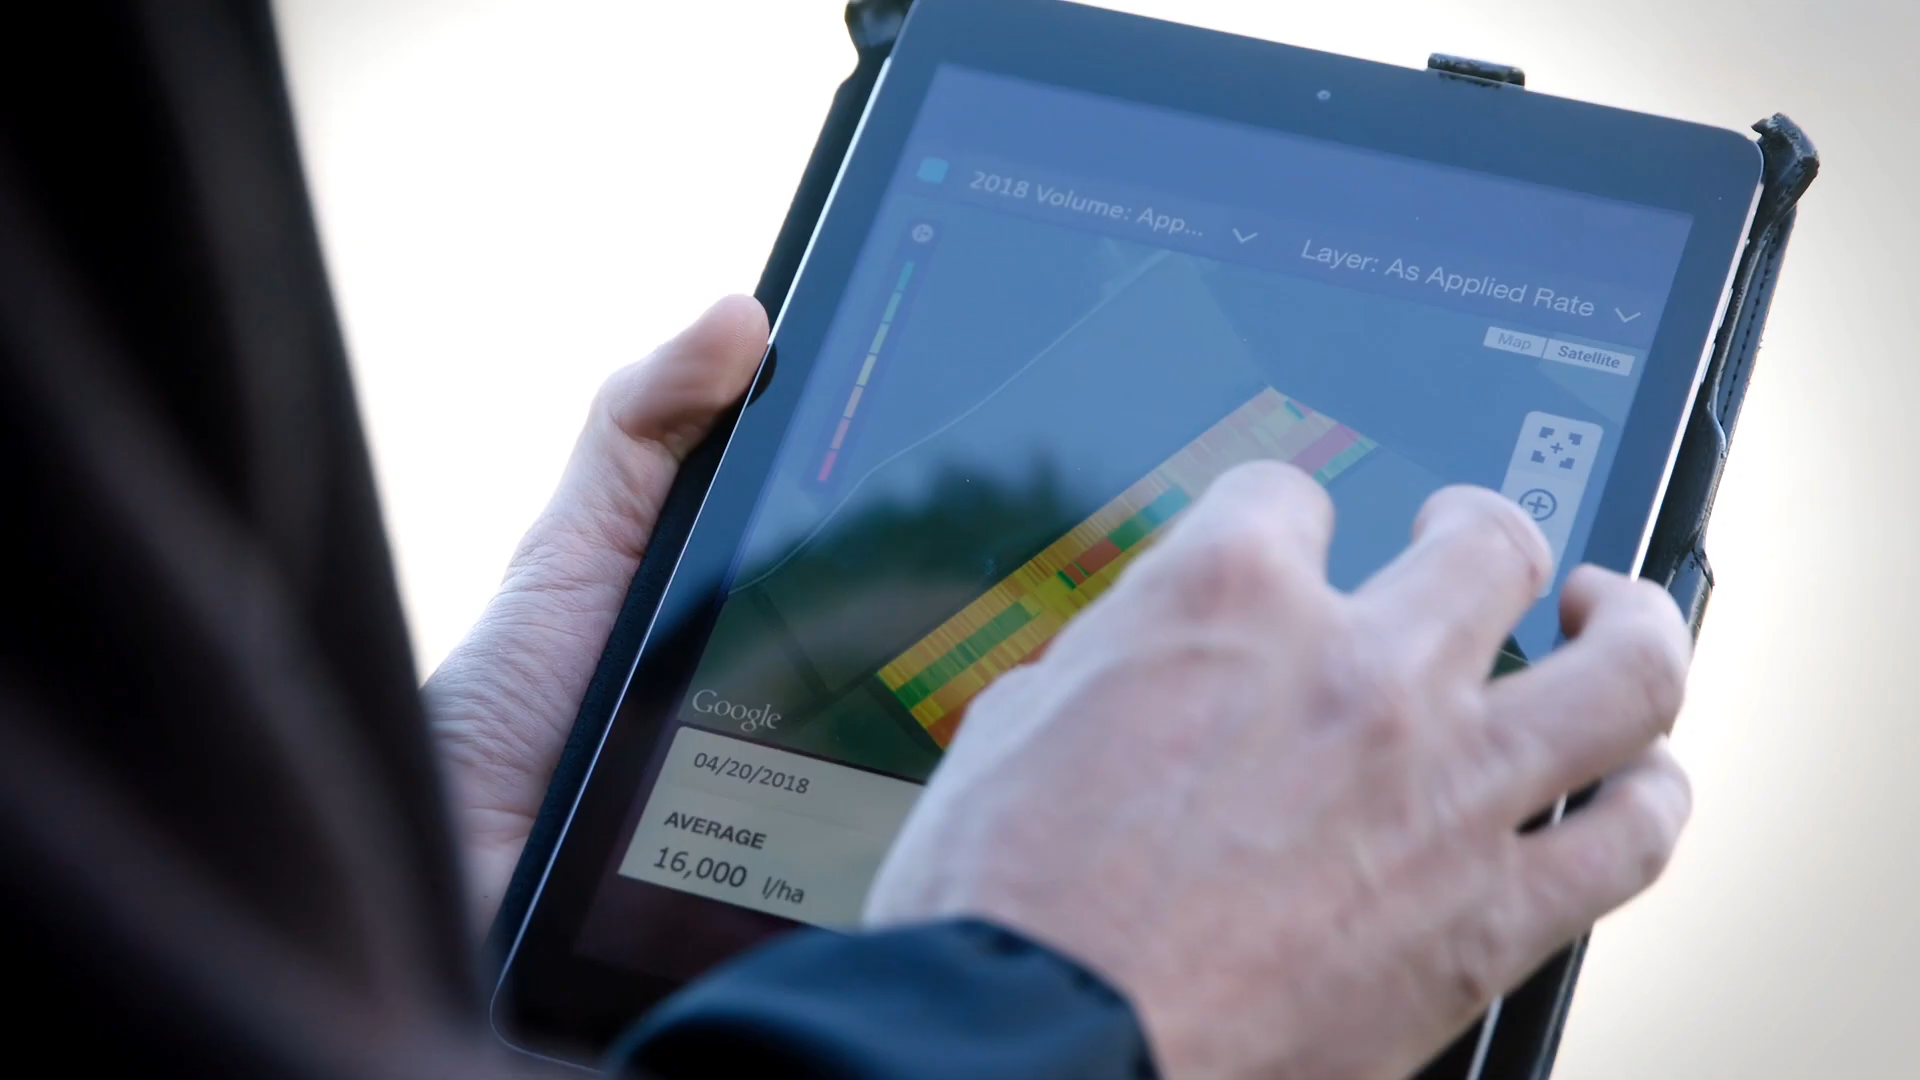 2018 Volume: App...
Layer: As Applied Rate
Map
Satellite
Google
04/20/2018
AVERAGE
16,000 l/ha